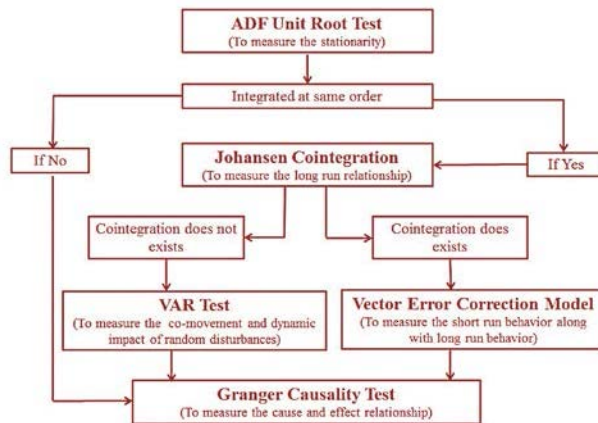 ADF Unit Root Test
(To measure the stationarity)
Integrated at same order
If No
Johansen Cointegration
(To measure the long run relationship)
If Yes
Cointegration does not
exists
Cointegration does
exists
VAR Test
(To measure the co-movement and dynamic
impact of random disturbances)
Vector Error Correction Model
(To measure the short run behavior along
with long run behavior)
Granger Causality Test
(To measure the cause and effect relationship)